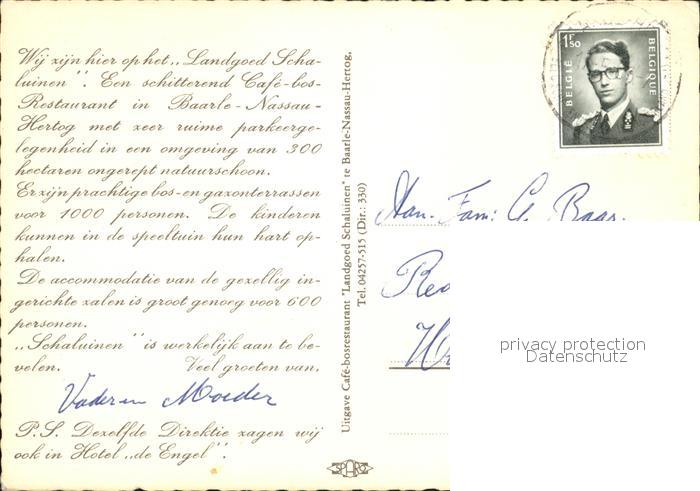 Wij zijn hier op het „Landgoed Scha-
luinen”. Een schitterend Café-bos-
Restaurant in Baarle-Nassau-
Hertog met zeer ruime parkeerge-
legenheid in een omgeving van 300
hectaren ongerept natuurschoon.
Er zijn prachtige bos- en gazonterrassen
voor 1000 personen. De kinderen
kunnen in de speeltuin hun hart op-
halen.
De accommodatie van de gezellig in-
gerichte zalen is groot genoeg voor 600
personen.
„Schaluinen” is werkelijk aan te be-
velen. Veel groeten van,
Vader en Moeder
P.S. Dezelfde Direktie zagen wij
ook in Hotel „de Engel”.
Uitgave Café-bosrestaurant "Landgoed Schaluinen" te Baarle-Nassau-Hertog,
Tel. 04257-515 (Dir.: 330)
SPARO
1F50
BELGIË
BELGIQUE
Aan. Fam: G. Baas.
privacy protection
Datenschutz